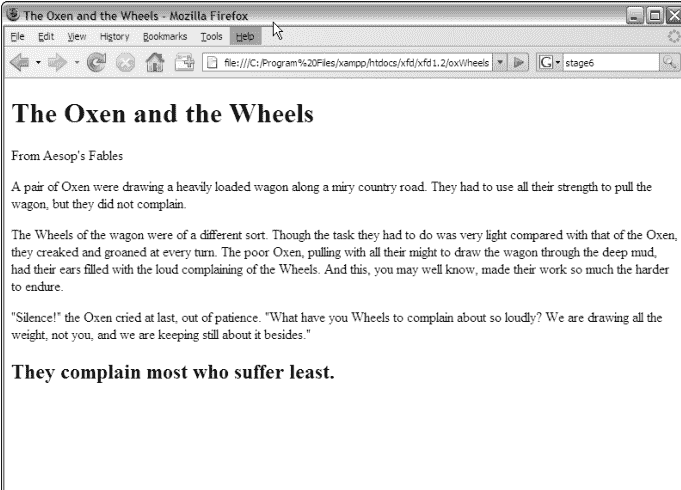 The Oxen and the Wheels - Mozilla Firefox
File Edit View History Bookmarks Tools Help
file:///C:/Program%20Files/xampp/htdocs/xfd/xfd1.2/oxWheels G stage6
The Oxen and the Wheels
From Aesop's Fables
A pair of Oxen were drawing a heavily loaded wagon along a miry country road. They had to use all their strength to pull the
wagon, but they did not complain.
The Wheels of the wagon were of a different sort. Though the task they had to do was very light compared with that of the Oxen,
they creaked and groaned at every turn. The poor Oxen, pulling with all their might to draw the wagon through the deep mud,
had their ears filled with the loud complaining of the Wheels. And this, you may well know, made their work so much the harder
to endure.
"Silence!" the Oxen cried at last, out of patience. "What have you Wheels to complain about so loudly? We are drawing all the
weight, not you, and we are keeping still about it besides."
They complain most who suffer least.